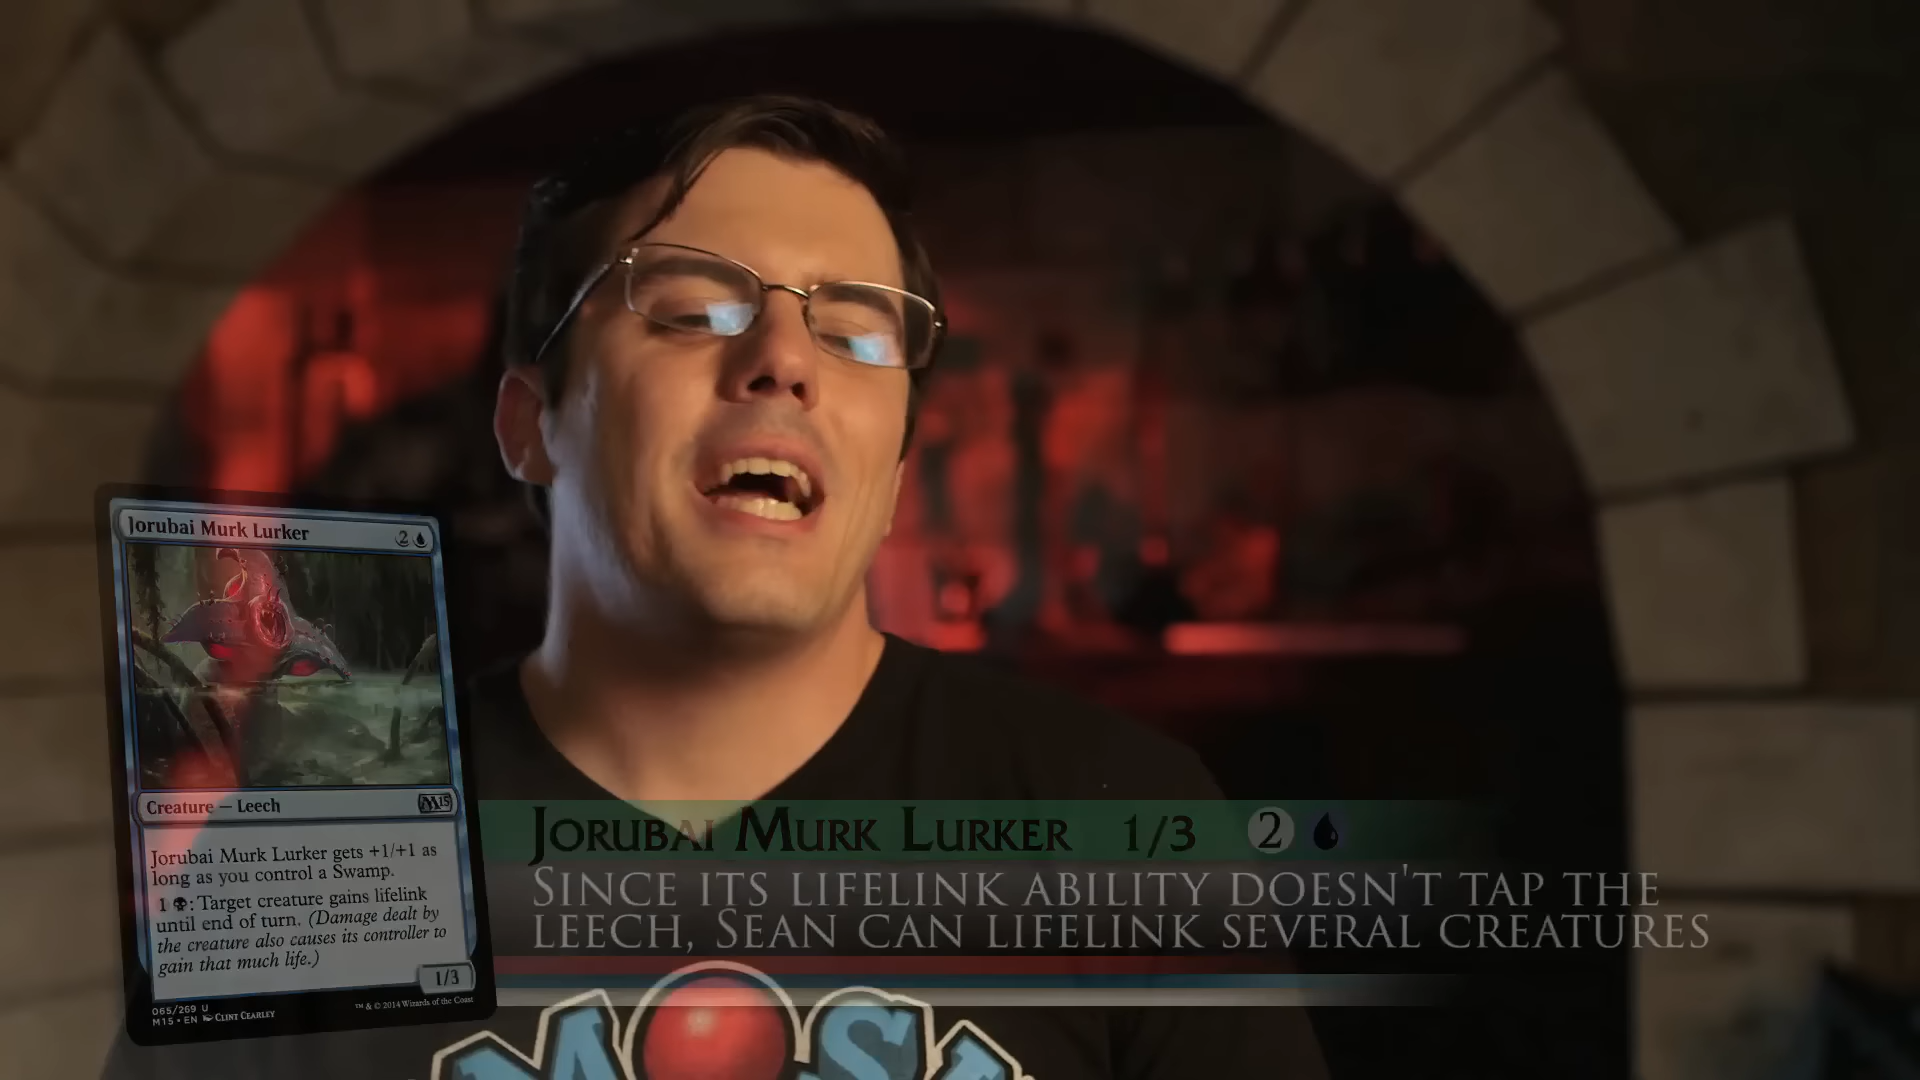 Jorubai Murk Lurker 2
Creature — Leech M15
Jorubai Murk Lurker gets +1/+1 as
long as you control a Swamp.
1 : Target creature gains lifelink
until end of turn. (Damage dealt by
the creature also causes its controller to
gain that much life.)
1/3
065/269 U
M15 • EN CLINT CEARLEY
™ & © 2014 Wizards of the Coast
JORUBAI MURK LURKER 1/3 2
SINCE ITS LIFELINK ABILITY DOESN'T TAP THE
LEECH, SEAN CAN LIFELINK SEVERAL CREATURES